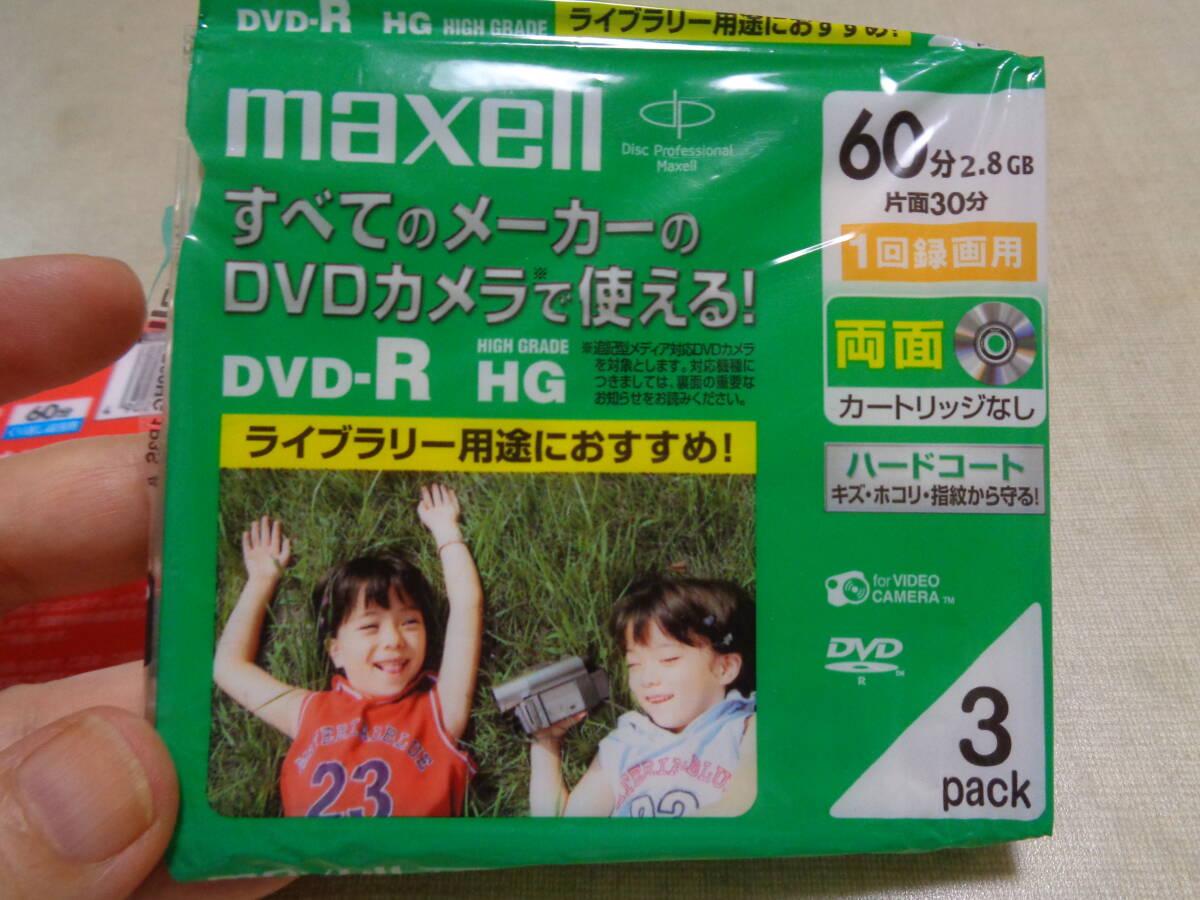 DVD-R HG HIGH GRADE
ライブラリー用途におすすめ!
maxell
Disc Professional
Maxell
すべてのメーカーの
DVDカメラ※で使える!
DVD-R HIGH GRADE HG
※追記型メディア対応DVDカメラ
を対象とします。対応機種に
つきましては、裏面の重要な
お知らせをお読みください。
ライブラリー用途におすすめ!
60分2.8GB
片面30分
1回録画用
両面
カートリッジなし
ハードコート
キズ・ホコリ・指紋から守る!
for VIDEO
CAMERA TM
DVD TM
R
3
pack
23
60分